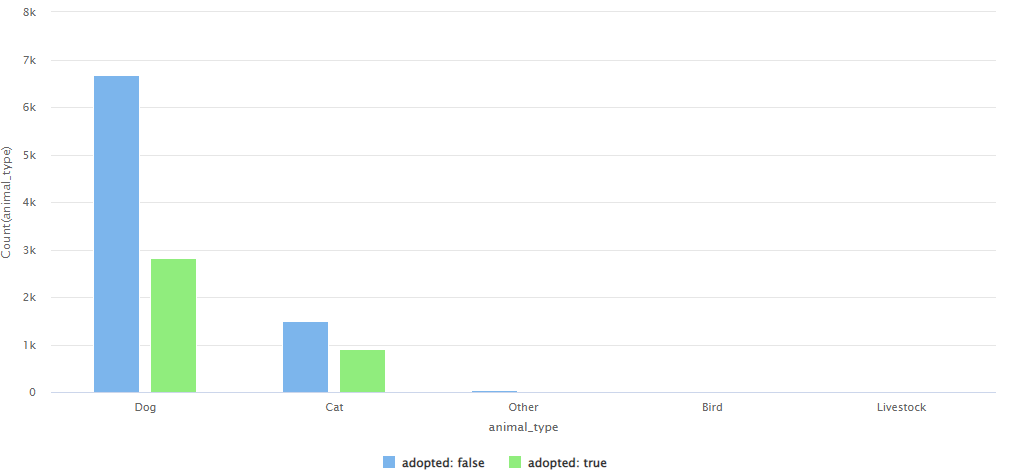 8k
7k
6k
5k
4k
3k
2k
1k
0
Count(animal_type)
Dog Cat Other Bird Livestock
animal_type
adopted: false adopted: true